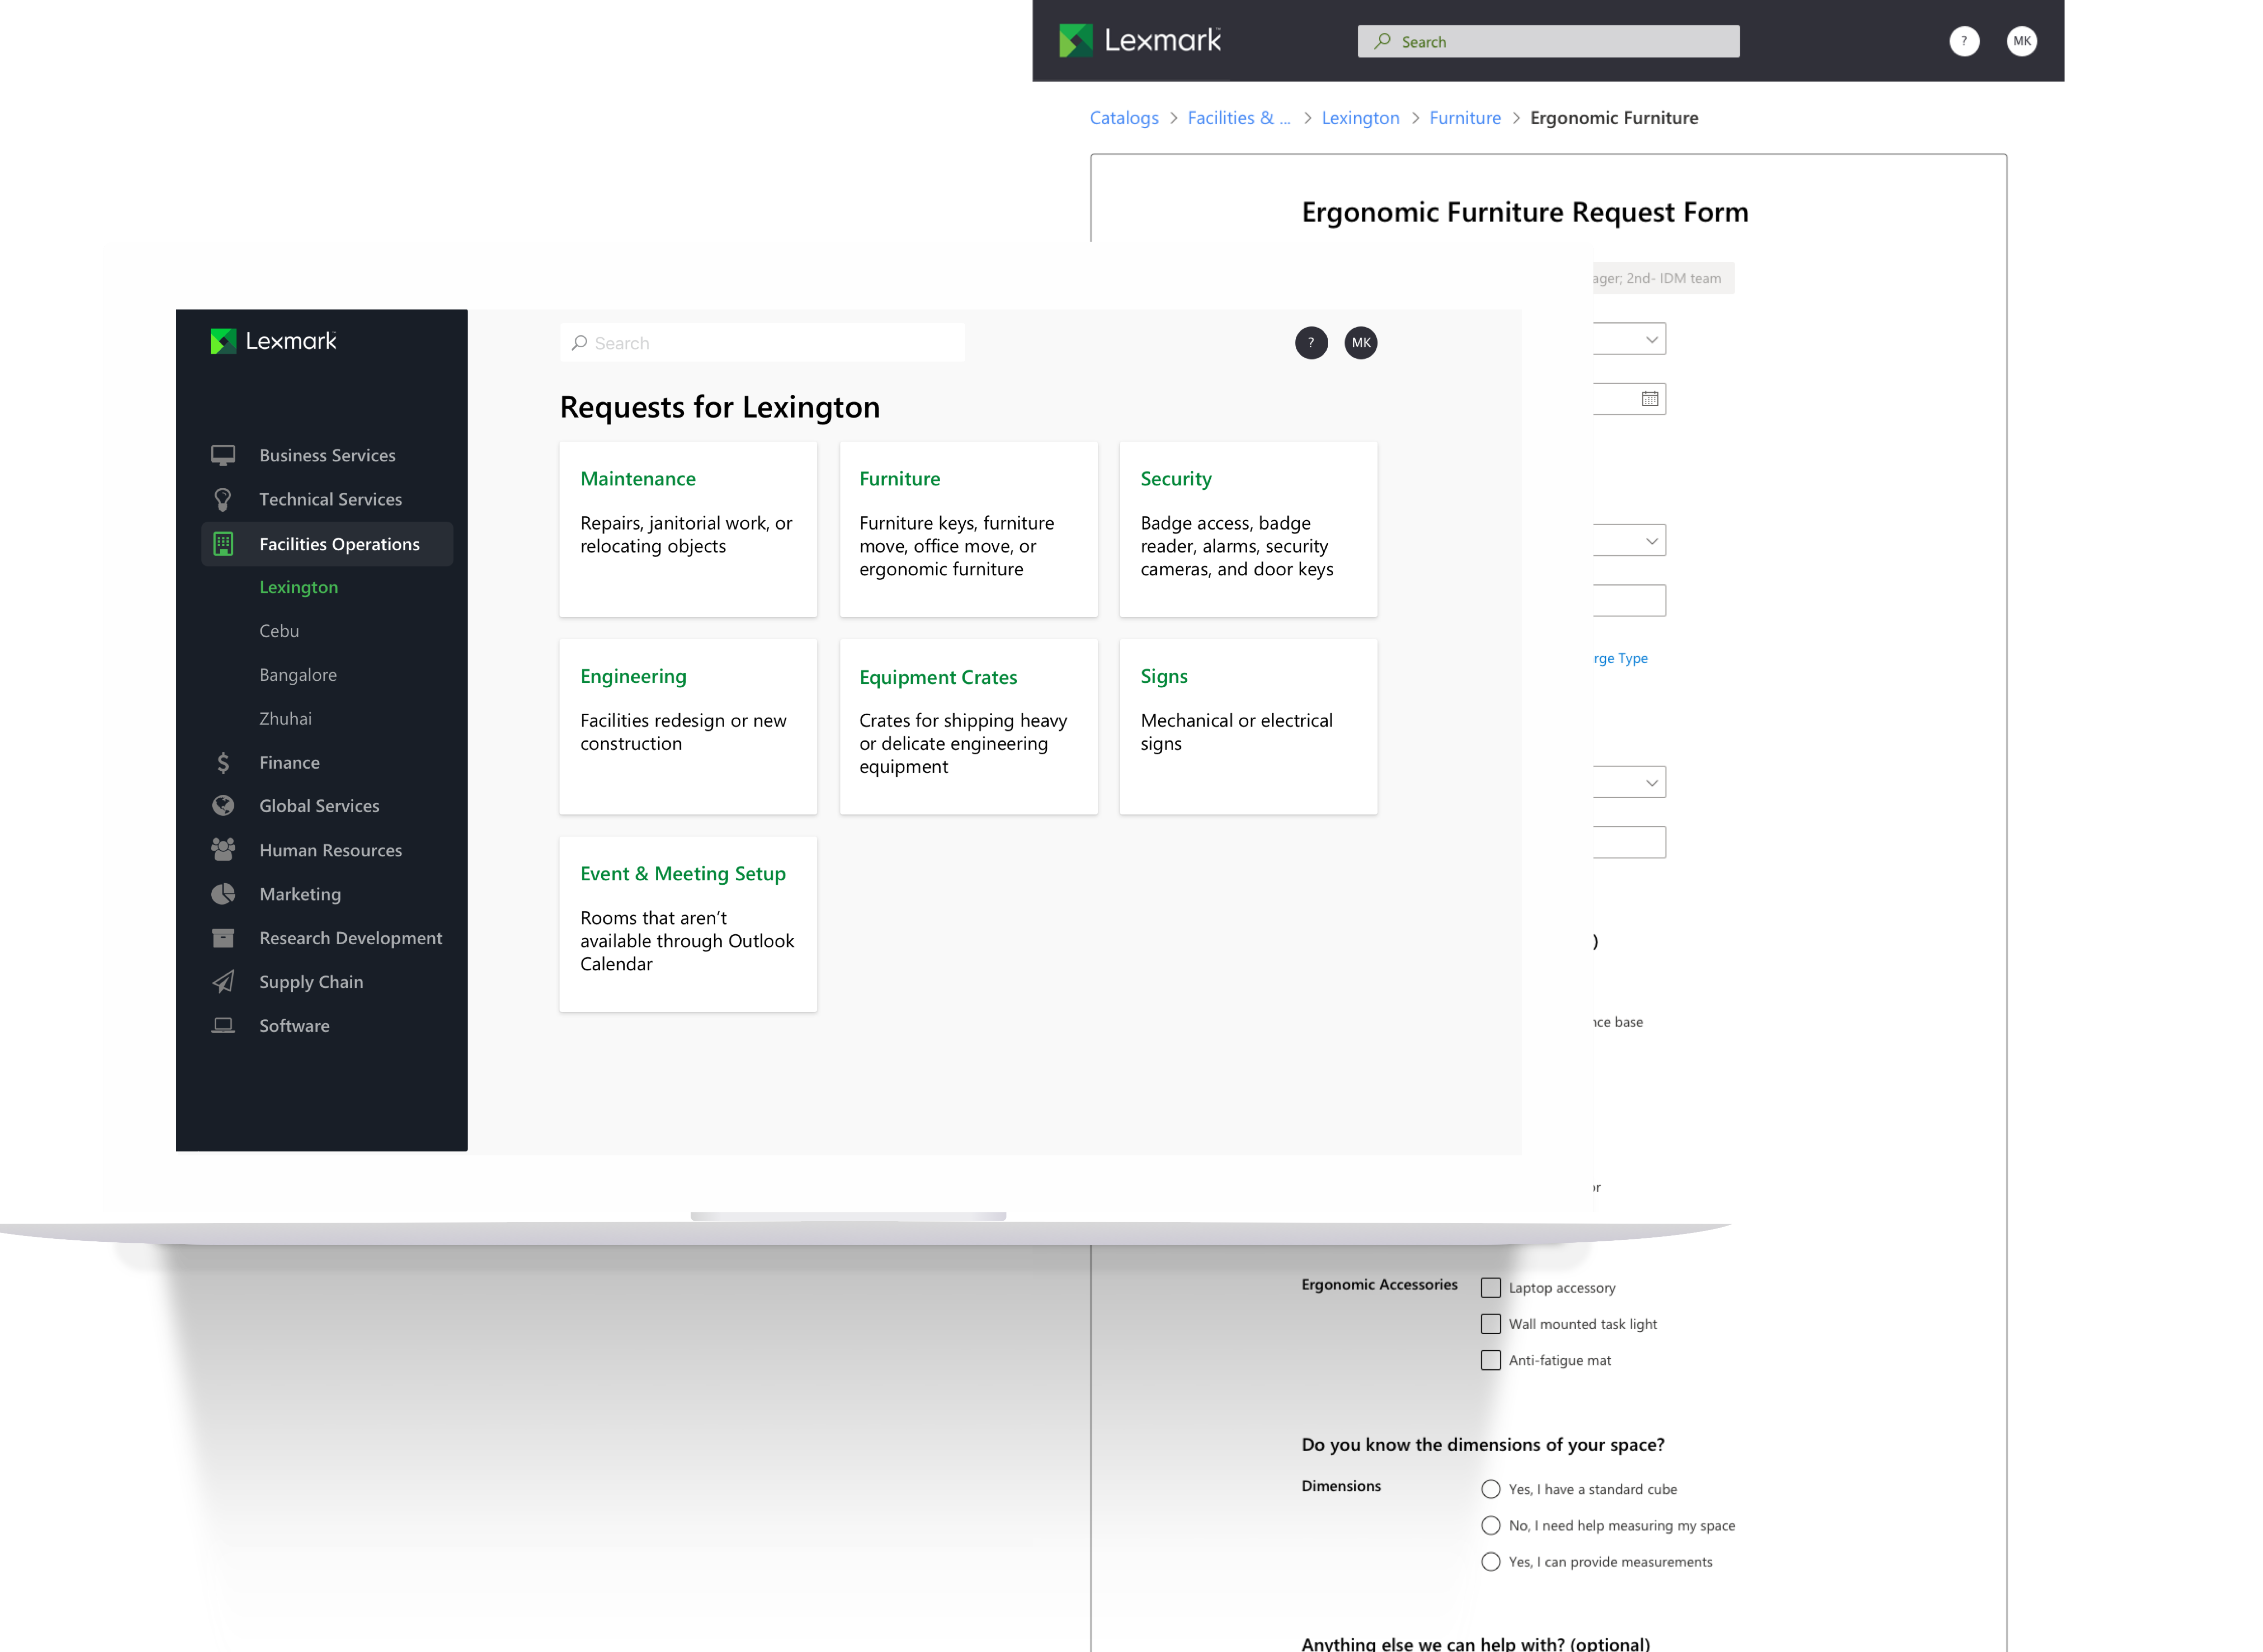 Lexmark
Search
?
MK
Catalogs > Facilities & ... > Lexington > Furniture > Ergonomic Furniture
Ergonomic Furniture Request Form
2nd- IDM team
Type
)
base
Lexmark
Business Services
Technical Services
Facilities Operations
Lexington
Cebu
Bangalore
Zhuhai
Finance
Global Services
Human Resources
Marketing
Research Development
Supply Chain
Software
Search
?
MK
Requests for Lexington
Maintenance
Repairs, janitorial work, or
relocating objects
Furniture
Furniture keys, furniture
move, office move, or
ergonomic furniture
Security
Badge access, badge
reader, alarms, security
cameras, and door keys
Engineering
Facilities redesign or new
construction
Equipment Crates
Crates for shipping heavy
or delicate engineering
equipment
Signs
Mechanical or electrical
signs
Event & Meeting Setup
Rooms that aren't
available through Outlook
Calendar
Ergonomic Accessories
Laptop accessory
Wall mounted task light
Anti-fatigue mat
Do you know the dimensions of your space?
Dimensions
Yes, I have a standard cube
No, I need help measuring my space
Yes, I can provide measurements
Anything else we can help with? (optional)